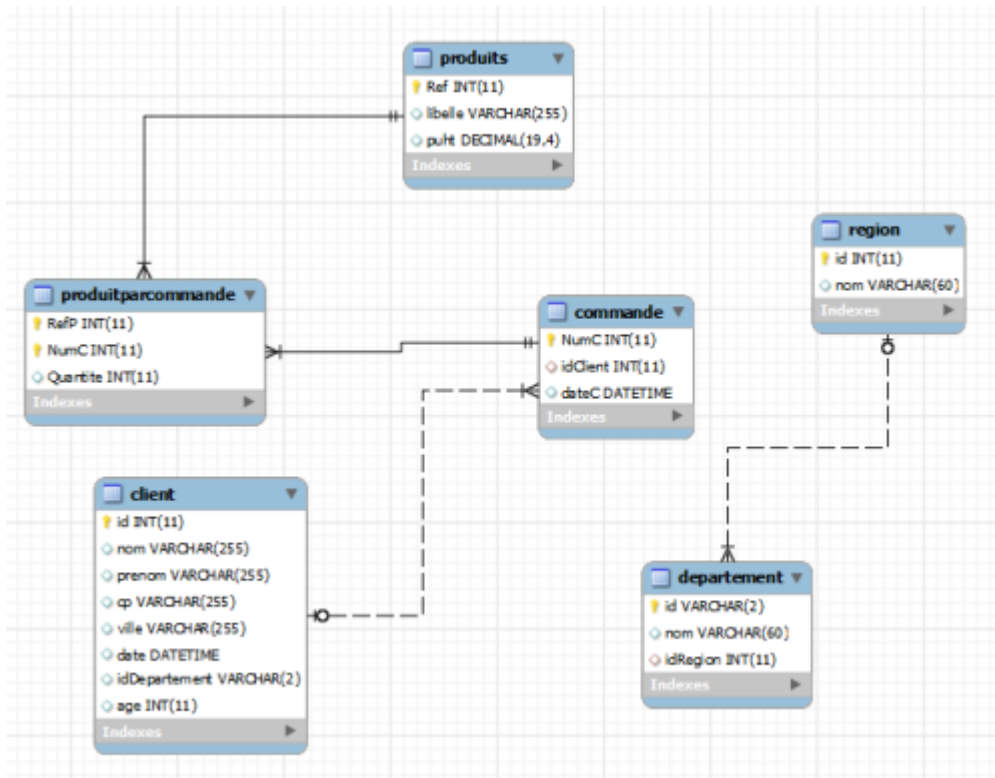 produits
Ref INT(11)
libelle VARCHAR(255)
puht DECIMAL(19,4)
Indexes
region
id INT(11)
nom VARCHAR(60)
Indexes
produitparcommande
RefP INT(11)
NumC INT(11)
Quantite INT(11)
Indexes
commande
NumC INT(11)
idClient INT(11)
dateC DATETIME
Indexes
client
id INT(11)
nom VARCHAR(255)
prenom VARCHAR(255)
cp VARCHAR(255)
ville VARCHAR(255)
date DATETIME
idDepartement VARCHAR(2)
age INT(11)
Indexes
departement
id VARCHAR(2)
nom VARCHAR(60)
idRegion INT(11)
Indexes